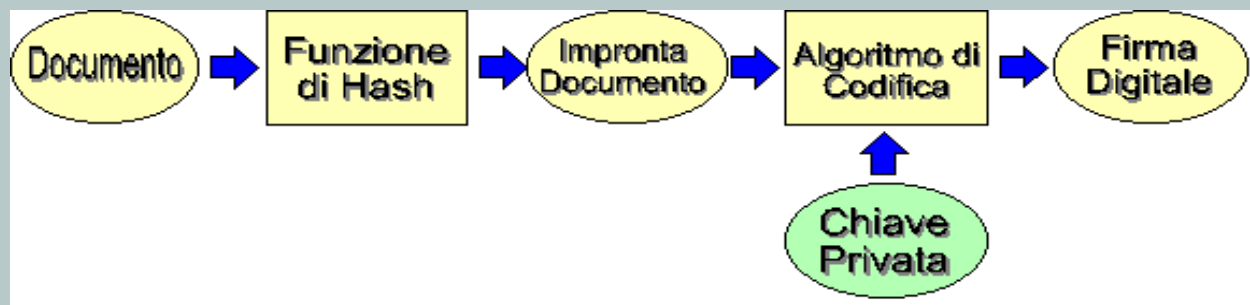 Documento
Funzione
di Hash
Impronta
Documento
Algoritmo di
Codifica
Firma
Digitale
Chiave
Privata